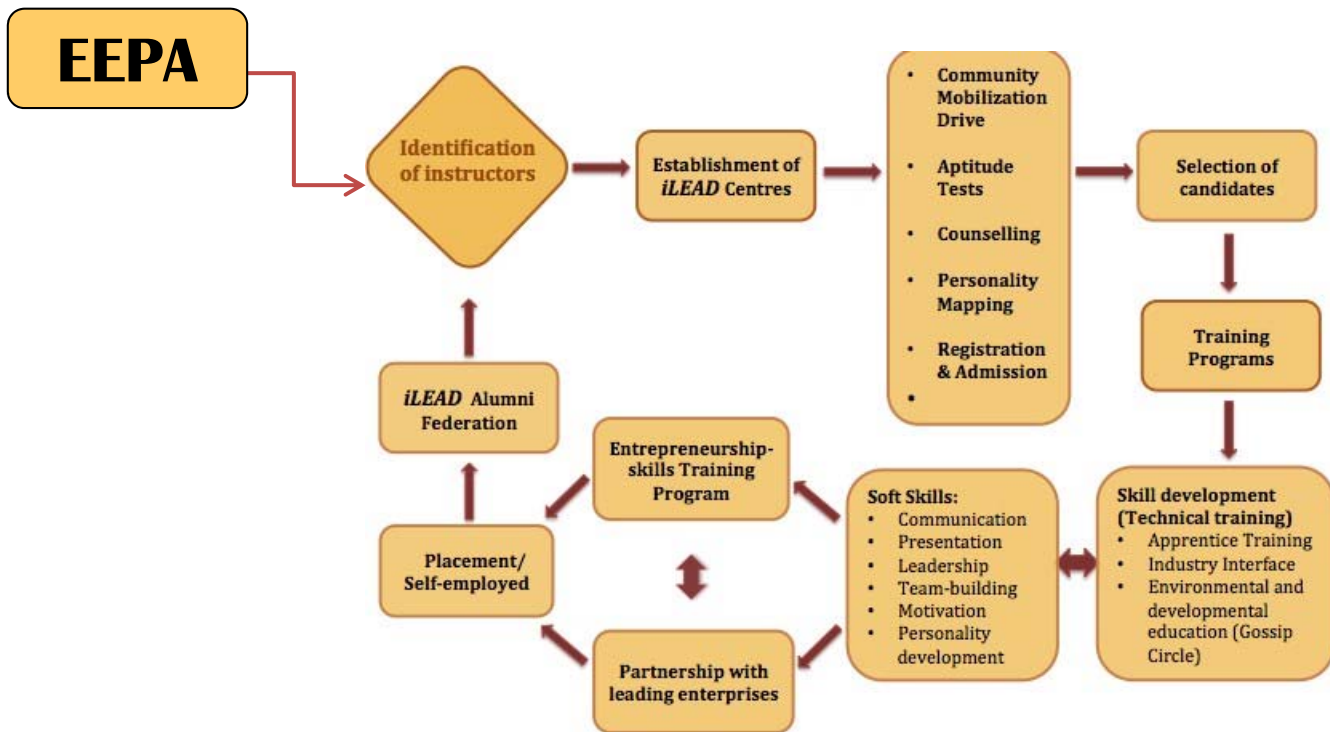 EEPA
Identification
of instructors
Establishment of
iLEAD Centres
• Community
Mobilization
Drive
• Aptitude
Tests
• Counselling
• Personality
Mapping
• Registration
& Admission
•
Selection of
candidates
Training
Programs
Skill development
(Technical training)
• Apprentice Training
• Industry Interface
• Environmental and
developmental
education (Gossip
Circle)
Soft Skills:
• Communication
• Presentation
• Leadership
• Team-building
• Motivation
• Personality
development
Entrepreneurship-
skills Training
Program
Partnership with
leading enterprises
Placement/
Self-employed
iLEAD Alumni
Federation